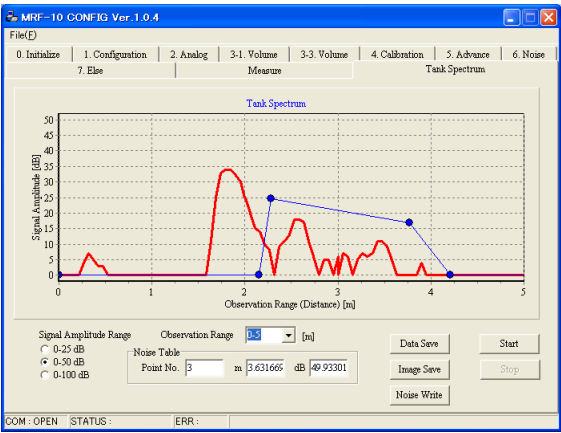 MRF-10 CONFIG Ver.1.0.4
File(F)
0. Initialize 1. Configuration 2. Analog 3-1. Volume 3-3. Volume 4. Calibration 5. Advance 6. Noise
7. Else Measure Tank Spectrum
Tank Spectrum
Signal Amplitude [dB]
50
45
40
35
30
25
20
15
10
5
0
0 1 2 3 4 5
Observation Range (Distance) [m]
Signal Amplitude Range
0-25 dB
0-50 dB
0-100 dB
Observation Range 0-5 [m]
Noise Table
Point No. 3 m 3.631669 dB 49.93301
Data Save Start
Image Save Stop
Noise Write
COM : OPEN STATUS : ERR :